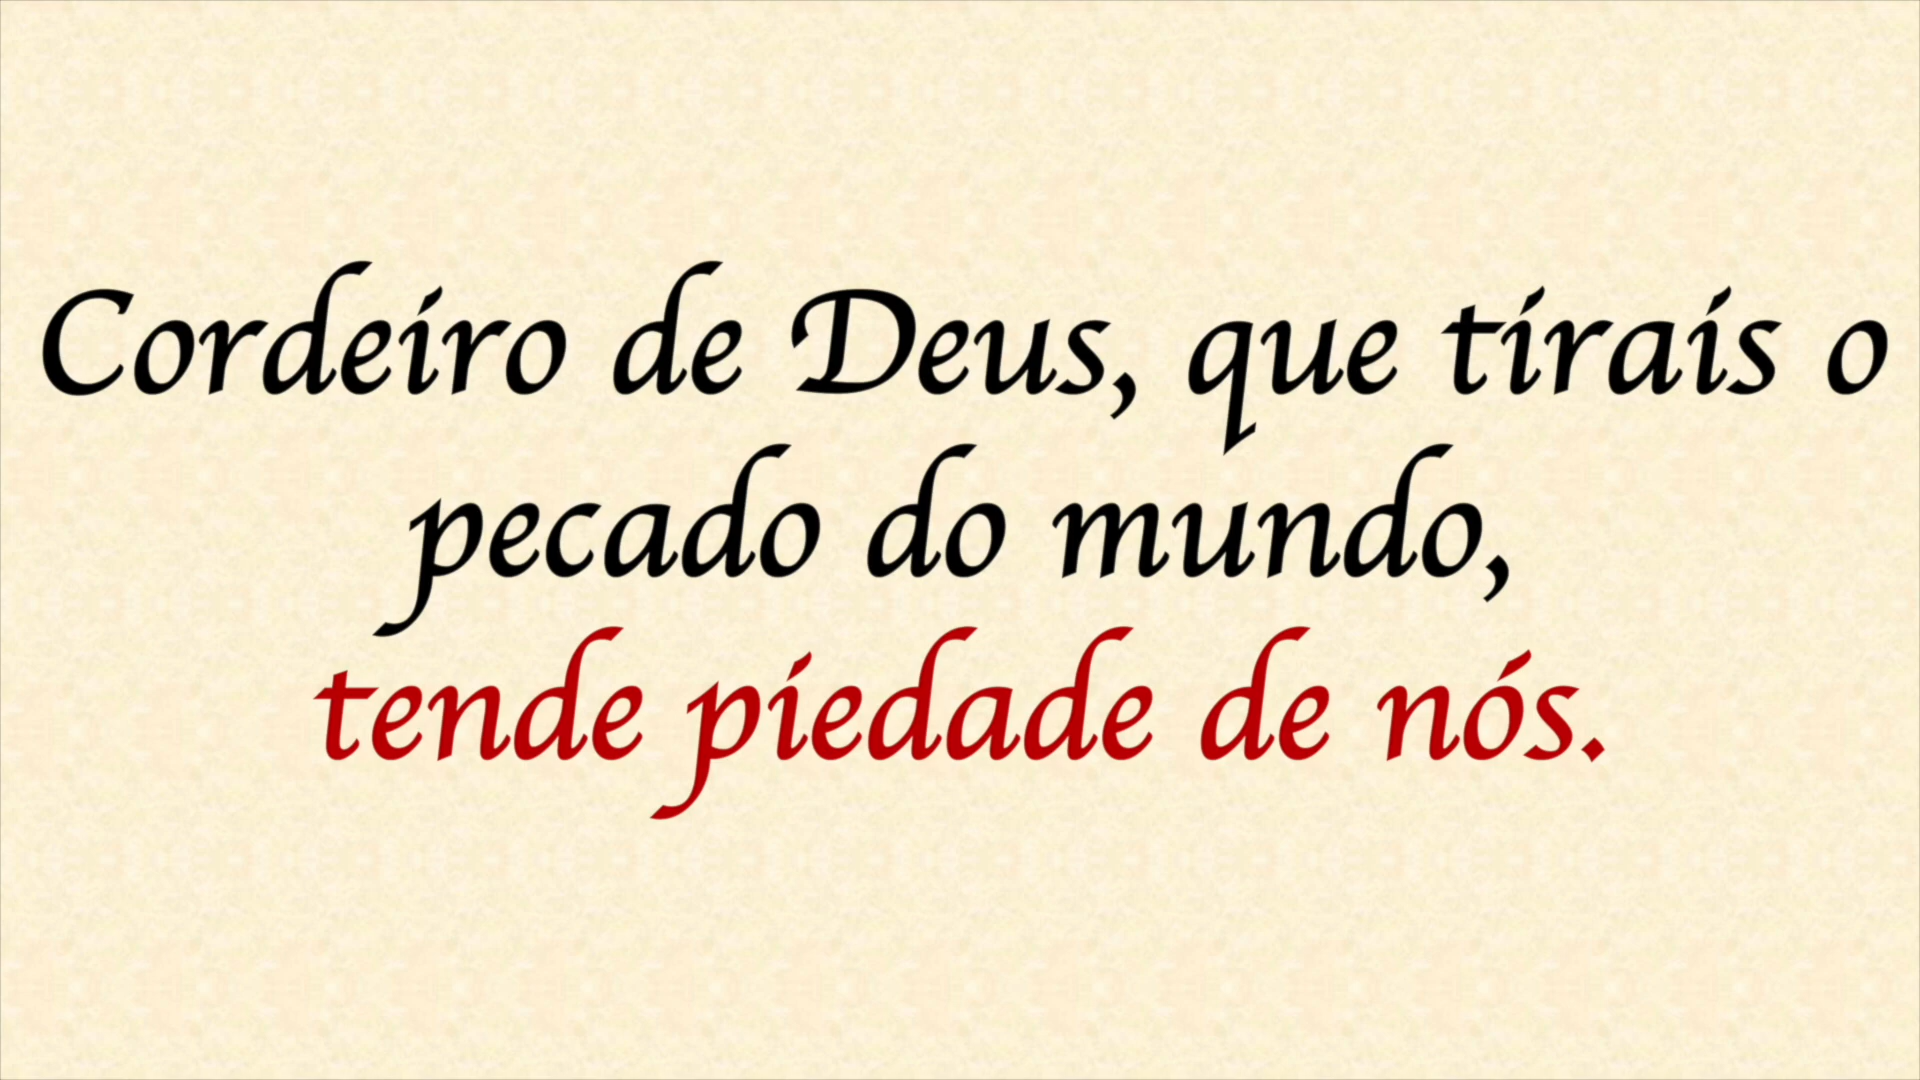 Cordeiro de Deus, que tirais o
pecado do mundo,
tende piedade de nós.